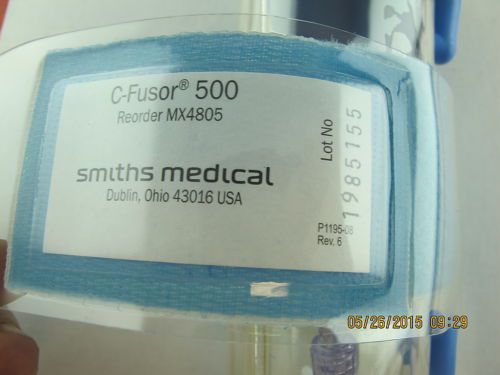 C-Fusor® 500
Reorder MX4805
smiths medical
Dublin, Ohio 43016 USA
Lot No
1985155
P1195-08
Rev. 6
05/26/2015 09:29